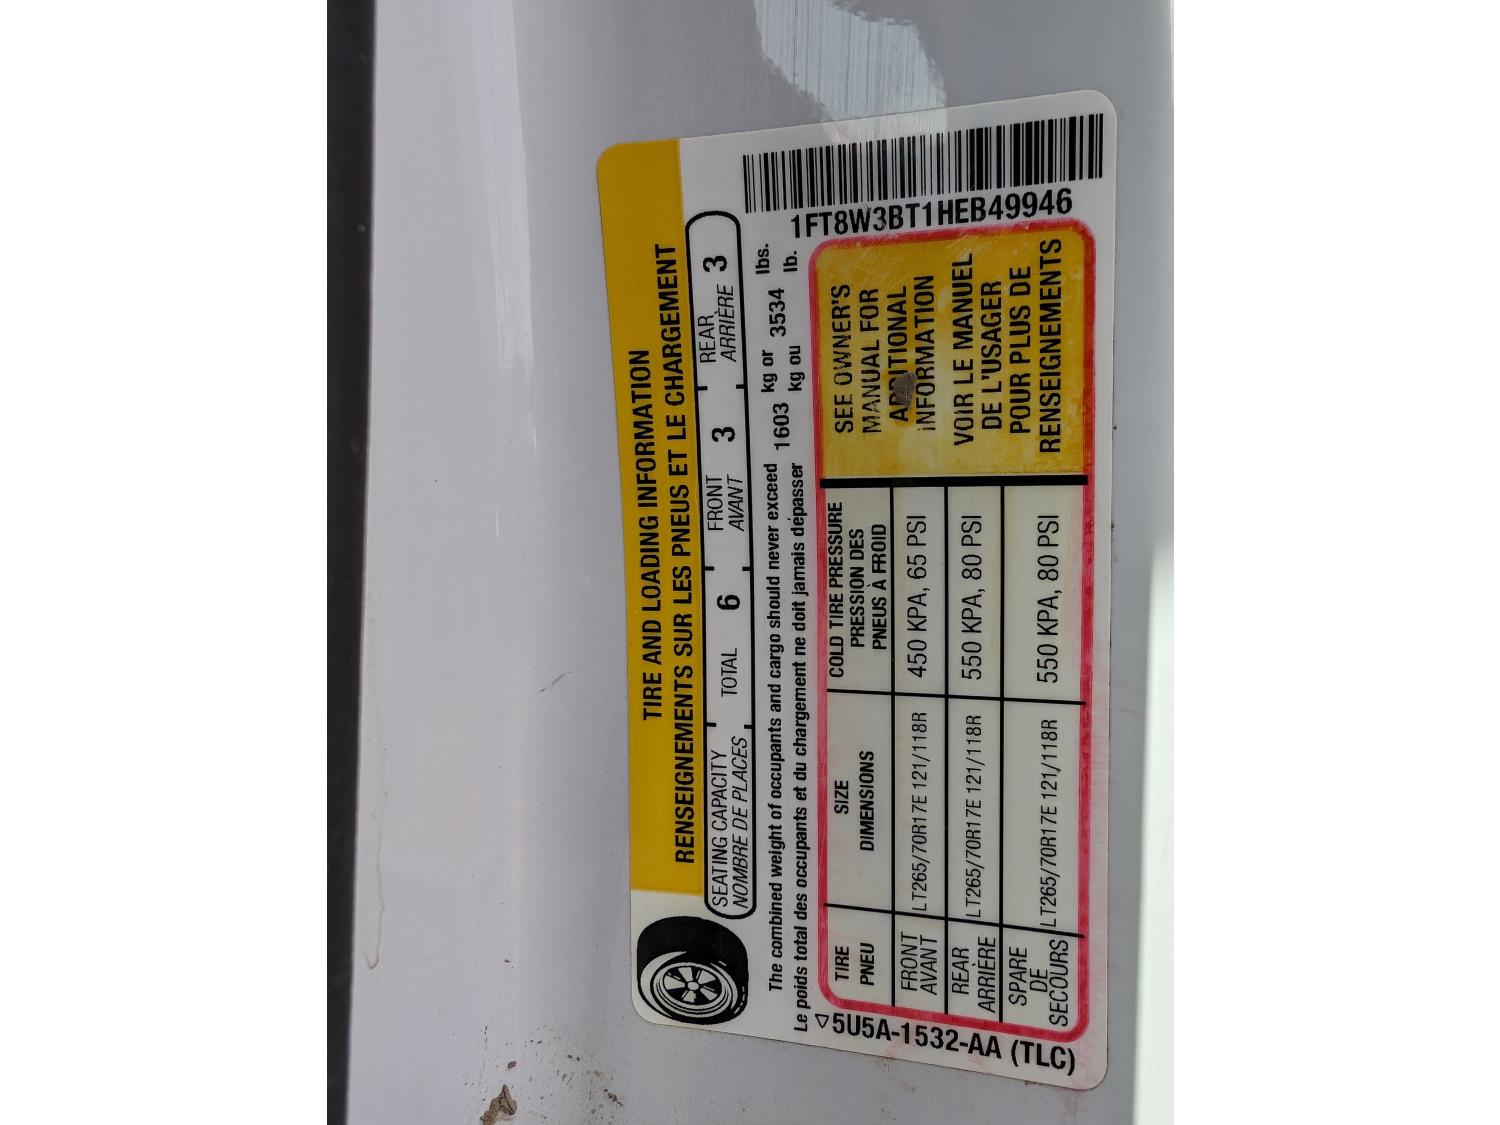 TIRE AND LOADING INFORMATION
RENSEIGNEMENTS SUR LES PNEUS ET LE CHARGEMENT
SEATING CAPACITY TOTAL 6 FRONT 3 REAR 3
NOMBRE DE PLACES AVANT ARRIÈRE
The combined weight of occupants and cargo should never exceed 1603 kg or 3534 lbs.
Le poids total des occupants et du chargement ne doit jamais dépasser kg ou lb.
1FT8W3BT1HEB49946
TIRE SIZE COLD TIRE PRESSURE
PNEU DIMENSIONS PRESSION DES
PNEUS À FROID
FRONT
AVANT LT265/70R17E 121/118R 450 KPA, 65 PSI
REAR
ARRIÈRE LT265/70R17E 121/118R 550 KPA, 80 PSI
SPARE
DE
SECOURS LT265/70R17E 121/118R 550 KPA, 80 PSI
SEE OWNER'S
MANUAL FOR
ADDITIONAL
INFORMATION
VOIR LE MANUEL
DE L'USAGER
POUR PLUS DE
RENSEIGNEMENTS
5U5A-1532-AA (TLC)